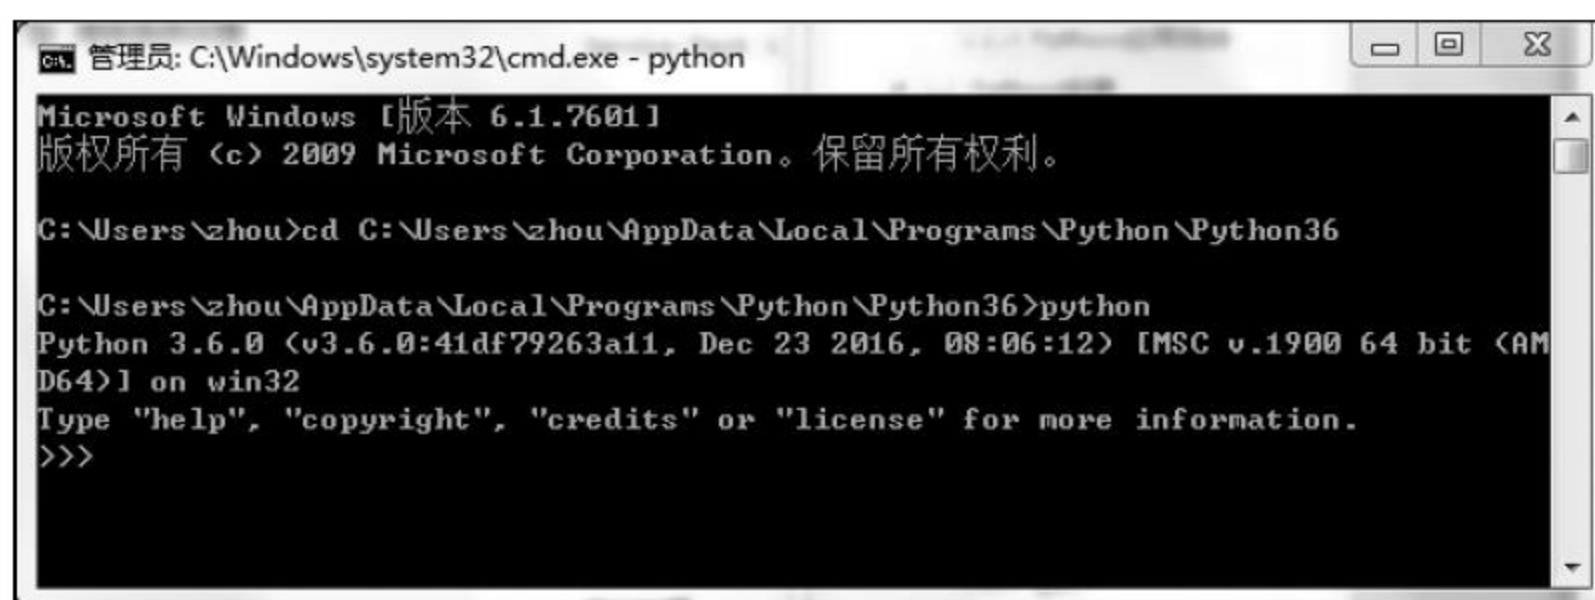 管理员: C:\Windows\system32\cmd.exe - python
Microsoft Windows [版本 6.1.7601]
版权所有 (c) 2009 Microsoft Corporation。保留所有权利。
C:\Users\zhou>cd C:\Users\zhou\AppData\Local\Programs\Python\Python36
C:\Users\zhou\AppData\Local\Programs\Python\Python36>python
Python 3.6.0 (v3.6.0:41df79263a11, Dec 23 2016, 08:06:12) [MSC v.1900 64 bit (AM
D64)] on win32
Type "help", "copyright", "credits" or "license" for more information.
>>>